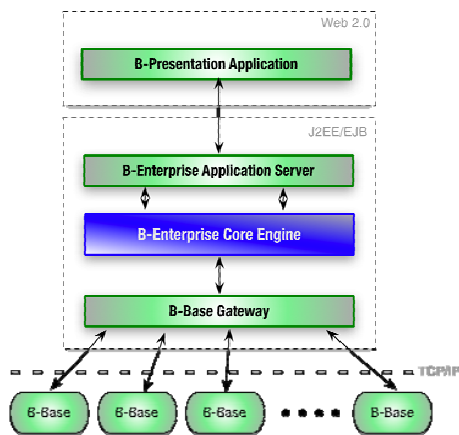 Web 2.0
B-Presentation Application
J2EE/EJB
B-Enterprise Application Server
B-Enterprise Core Engine
B-Base Gateway
TCP/IP
B-Base B-Base B-Base B-Base